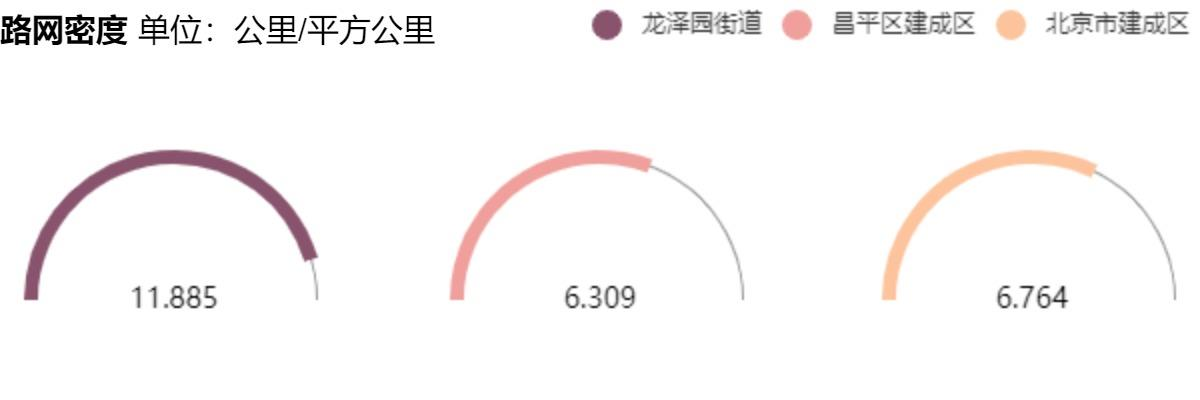 路网密度 单位：公里/平方公里
龙泽园街道 昌平区建成区 北京市建成区
11.885 6.309 6.764